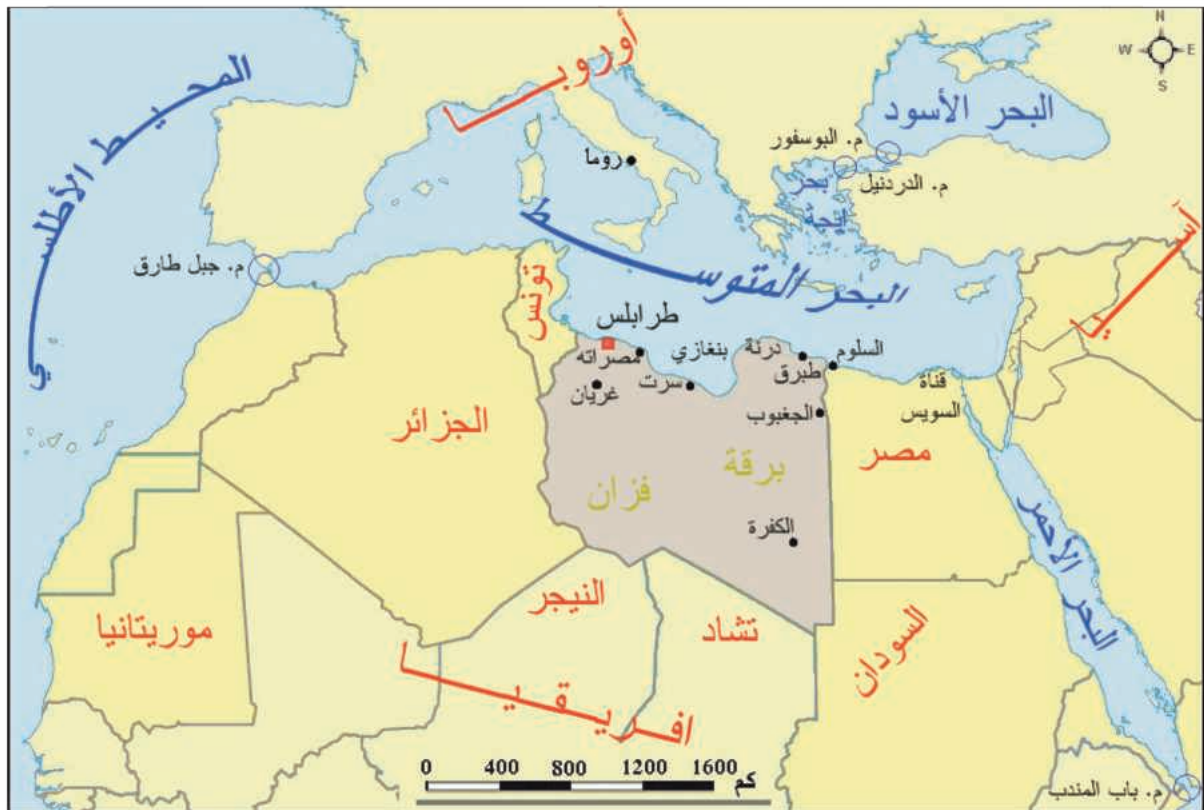 N
W E
S
أوروبا
المحيط الأطلسي
البحر الأسود
م. البوسفور
م. الدردنيل
بحر
إيجة
روما
آسيا
البحر المتوسط
م. جبل طارق
تونس
طرابلس
مصراته
غريان
سرت
بنغازي
درنة
طبرق
السلوم
الجغبوب
قناة
السويس
الجزائر
مصر
برقة
فزان
الكفرة
البحر الأحمر
النيجر
تشاد
السودان
موريتانيا
افريقيا
0 400 800 1200 1600 كم
م. باب المندب